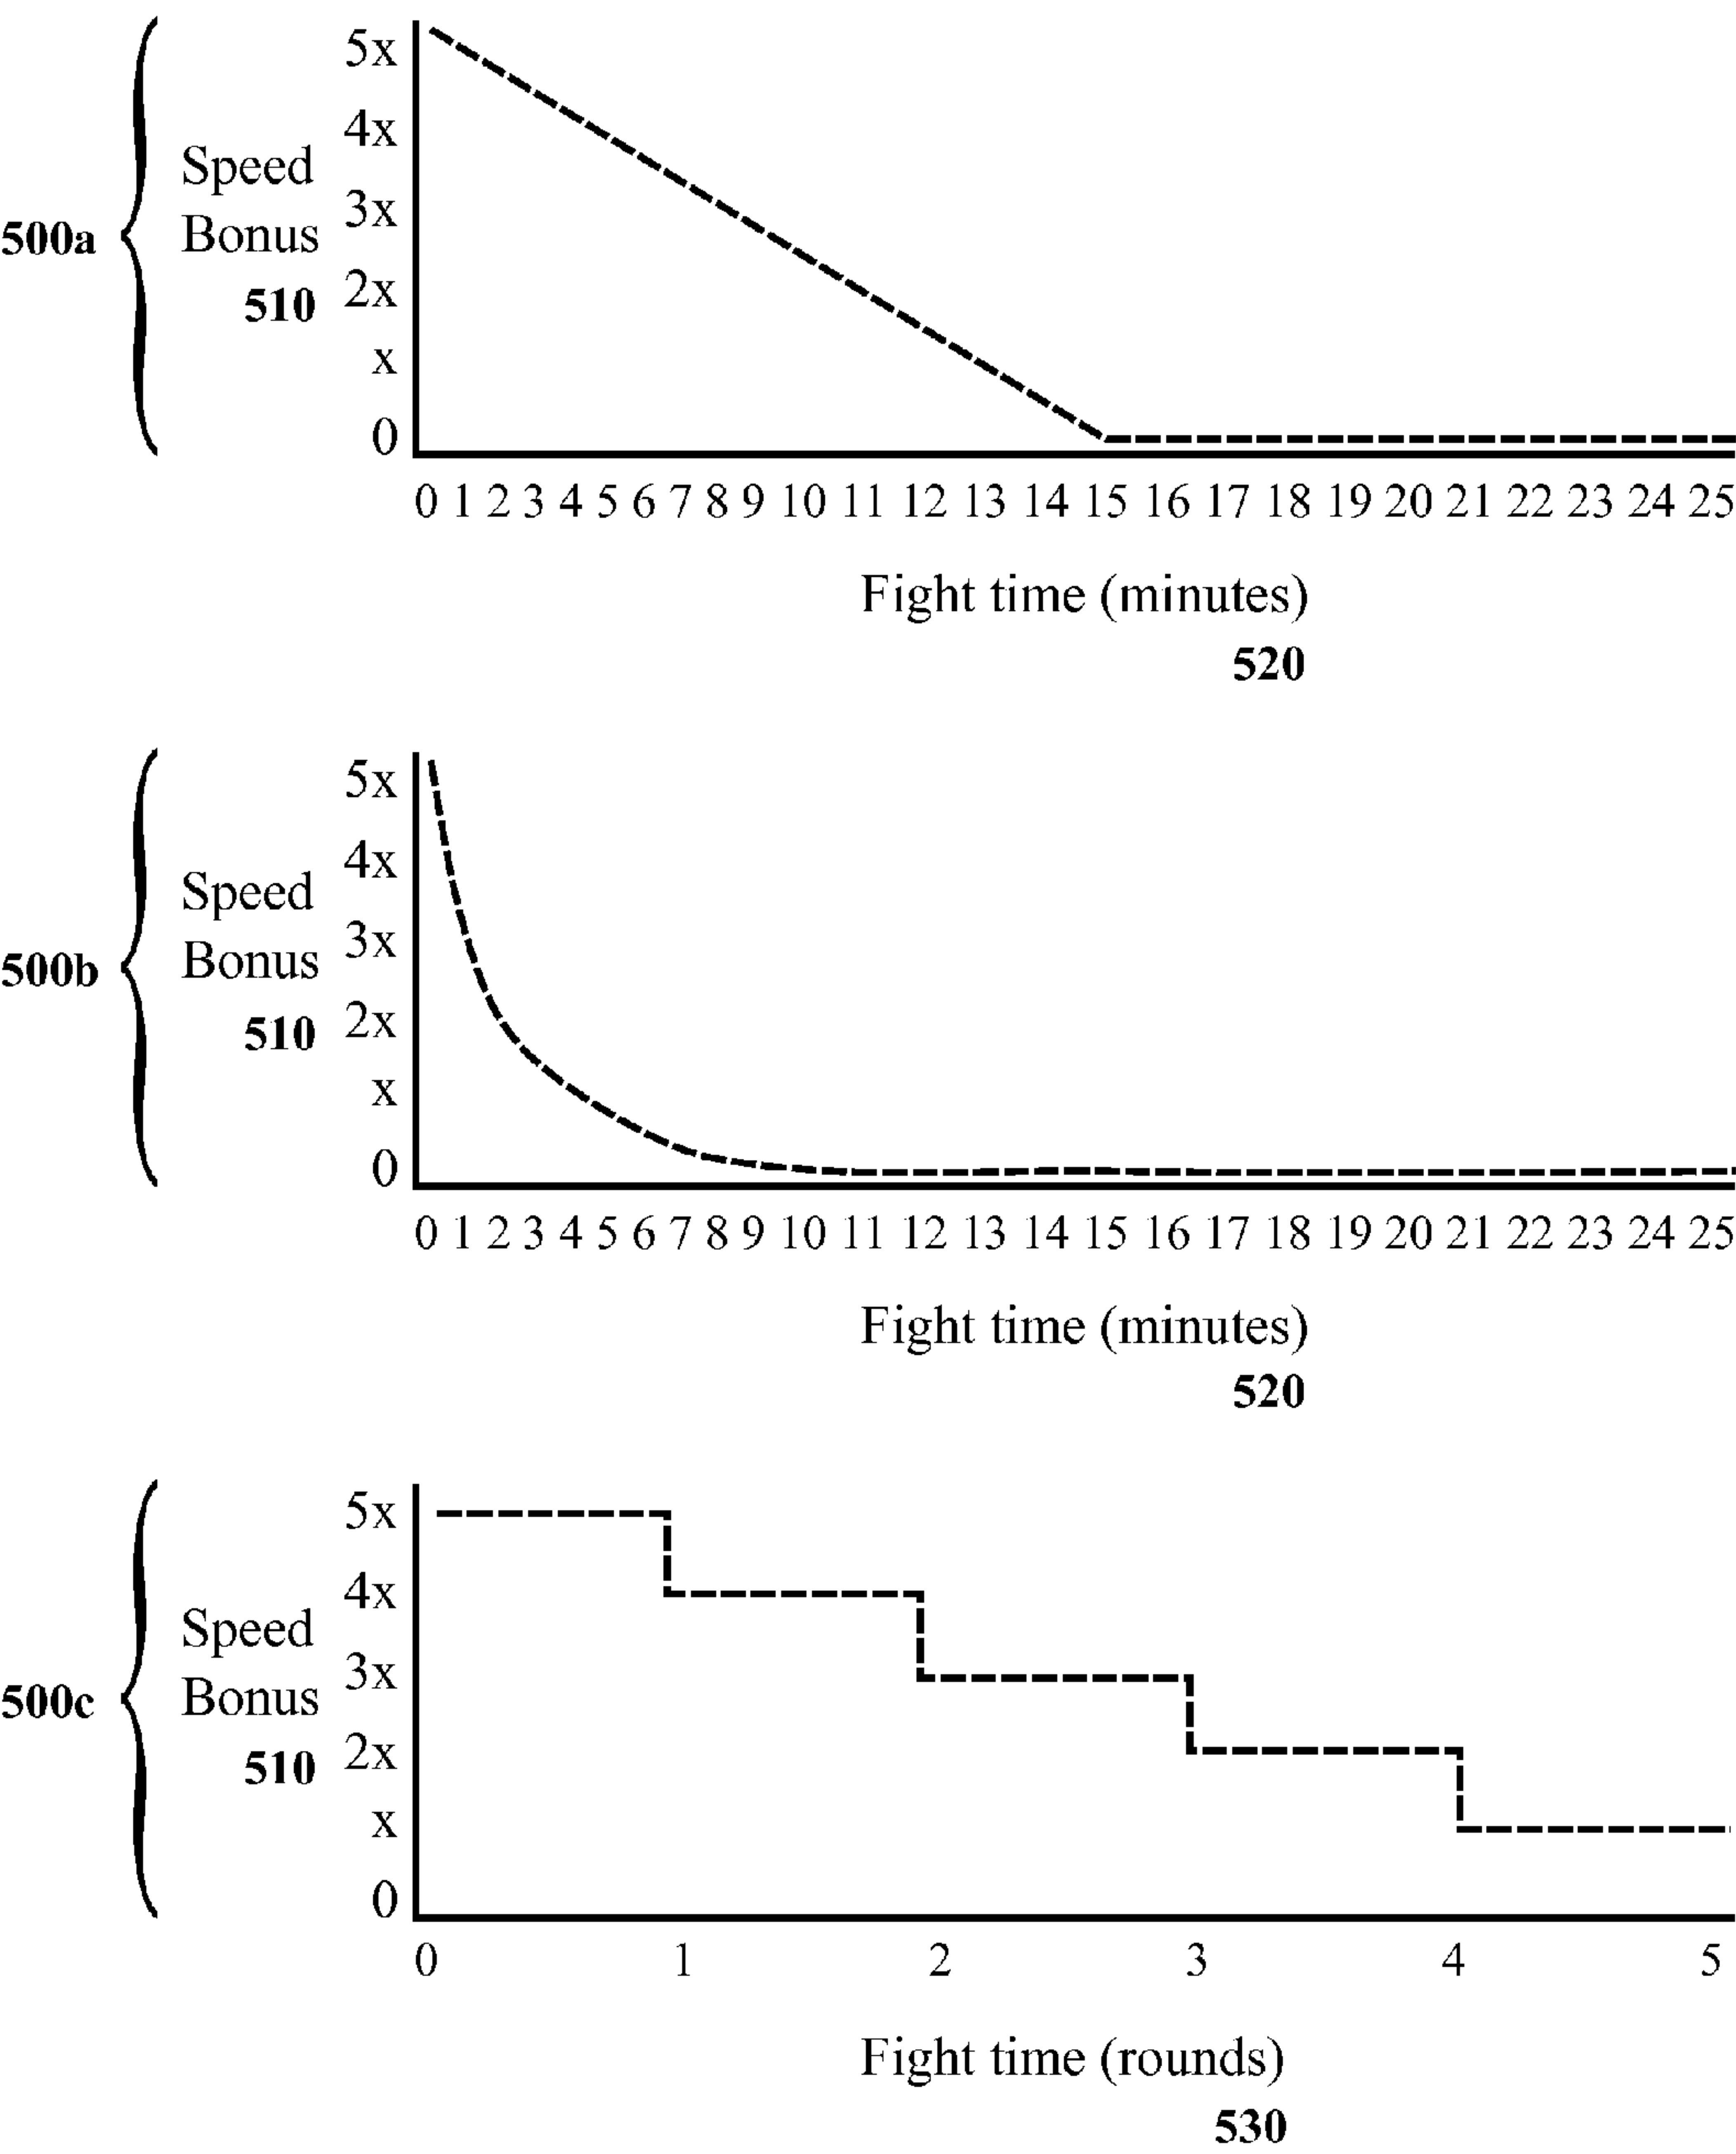 5x
4x
Speed
3x
500a
Bonus
2x
510
x
0
0 1 2 3 4 5 6 7 8 9 10 11 12 13 14 15 16 17 18 19 20 21 22 23 24 25
Fight time (minutes)
520
5x
4x
Speed
3x
500b
Bonus
2x
510
x
0
0 1 2 3 4 5 6 7 8 9 10 11 12 13 14 15 16 17 18 19 20 21 22 23 24 25
Fight time (minutes)
520
5x
4x
Speed
3x
500c
Bonus
2x
510
x
0
0 1 2 3 4 5
Fight time (rounds)
530